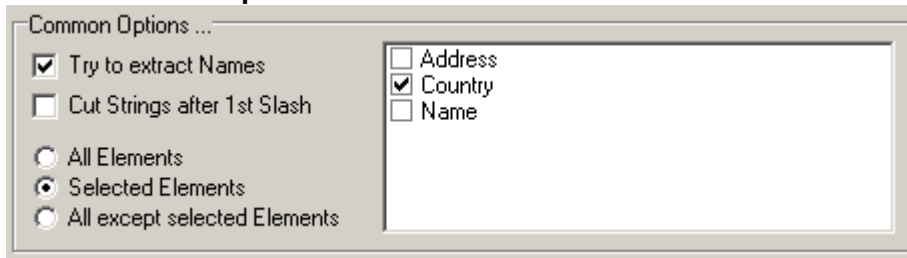 Common Options ...
Try to extract Names
Cut Strings after 1st Slash
All Elements
Selected Elements
All except selected Elements
Address
Country
Name